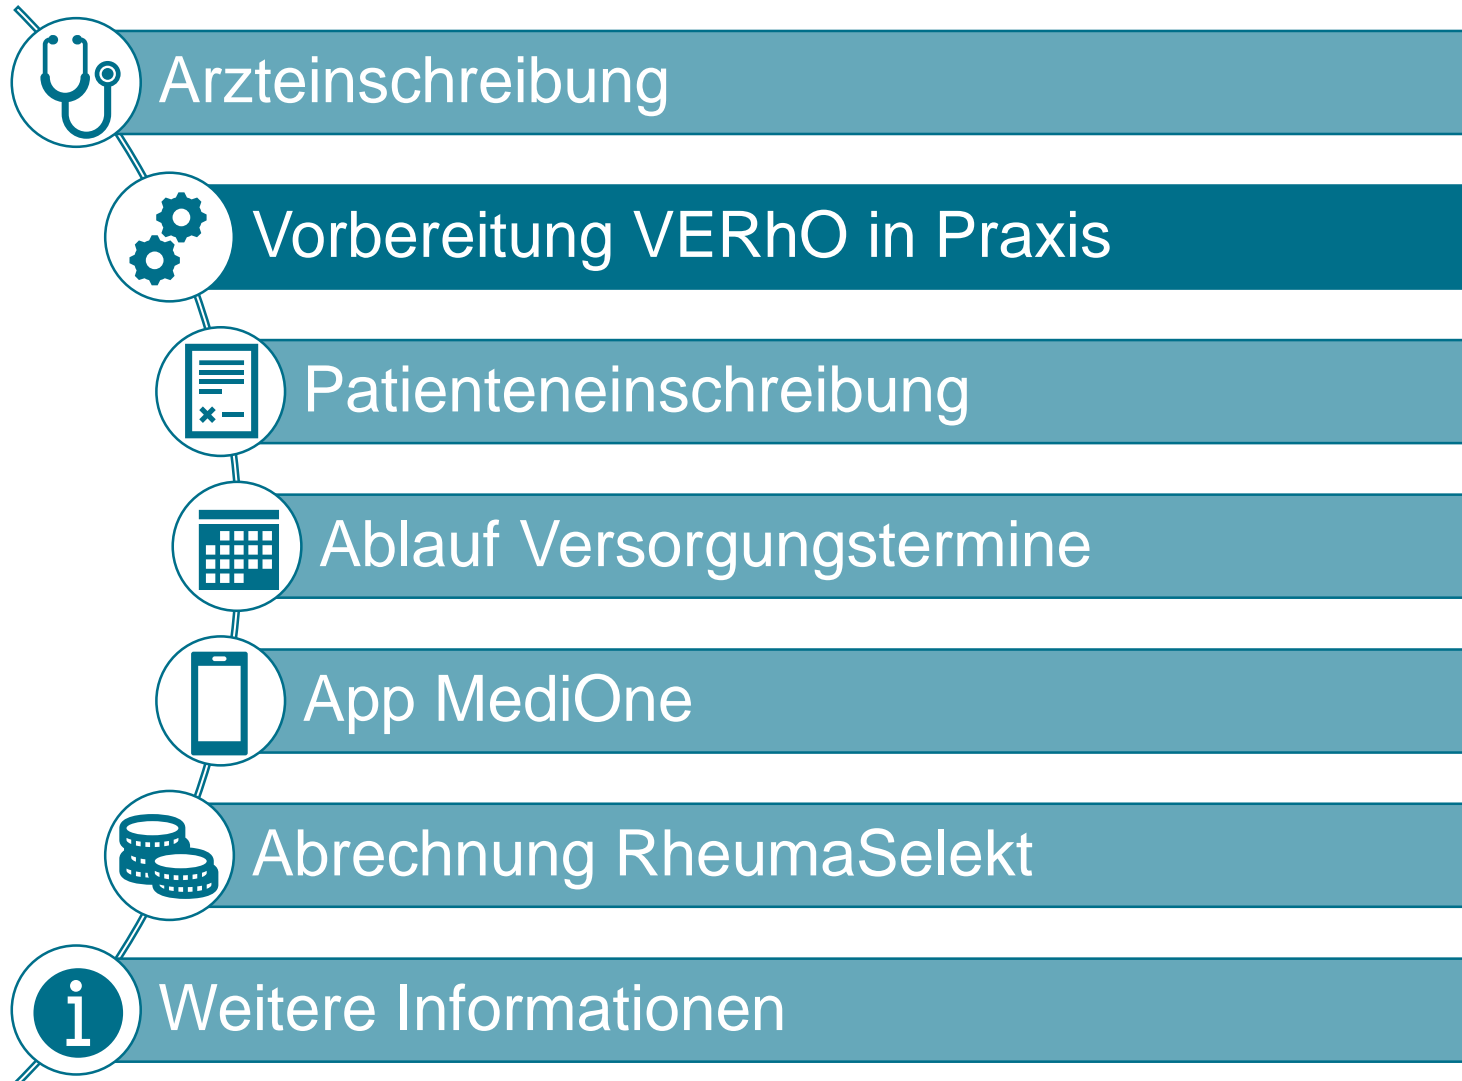 Arzteinschreibung
Vorbereitung VERhO in Praxis
Patienteneinschreibung
Ablauf Versorgungstermine
App MediOne
Abrechnung RheumaSelekt
Weitere Informationen